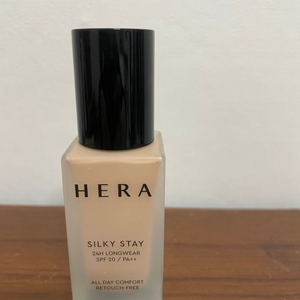 HERA
SILKY STAY
24H LONGWEAR
SPF 20 / PA++
ALL DAY COMFORT
RETOUCH-FREE